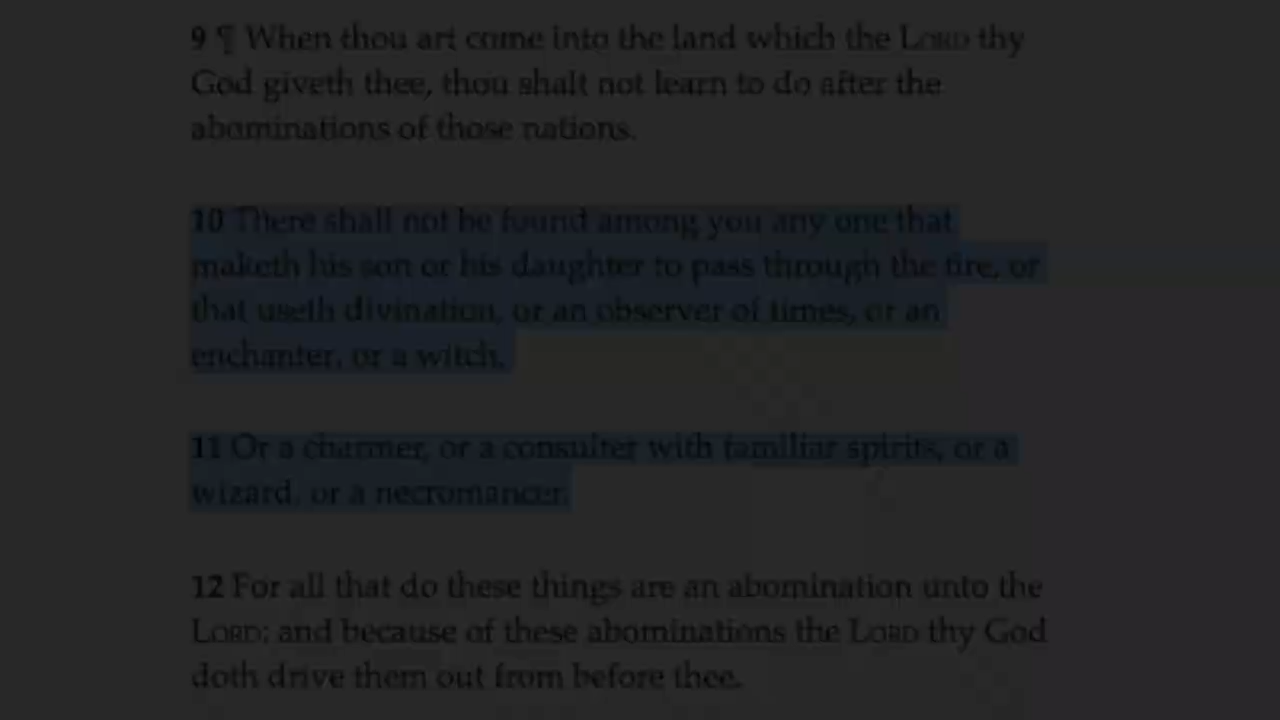 9 ¶ When thou art come into the land which the LORD thy
God giveth thee, thou shalt not learn to do after the
abominations of those nations.
10 There shall not be found among you any one that
maketh his son or his daughter to pass through the fire, or
that useth divination, or an observer of times, or an
enchanter, or a witch,
11 Or a charmer, or a consulter with familiar spirits, or a
wizard, or a necromancer.
12 For all that do these things are an abomination unto the
LORD: and because of these abominations the LORD thy God
doth drive them out from before thee.